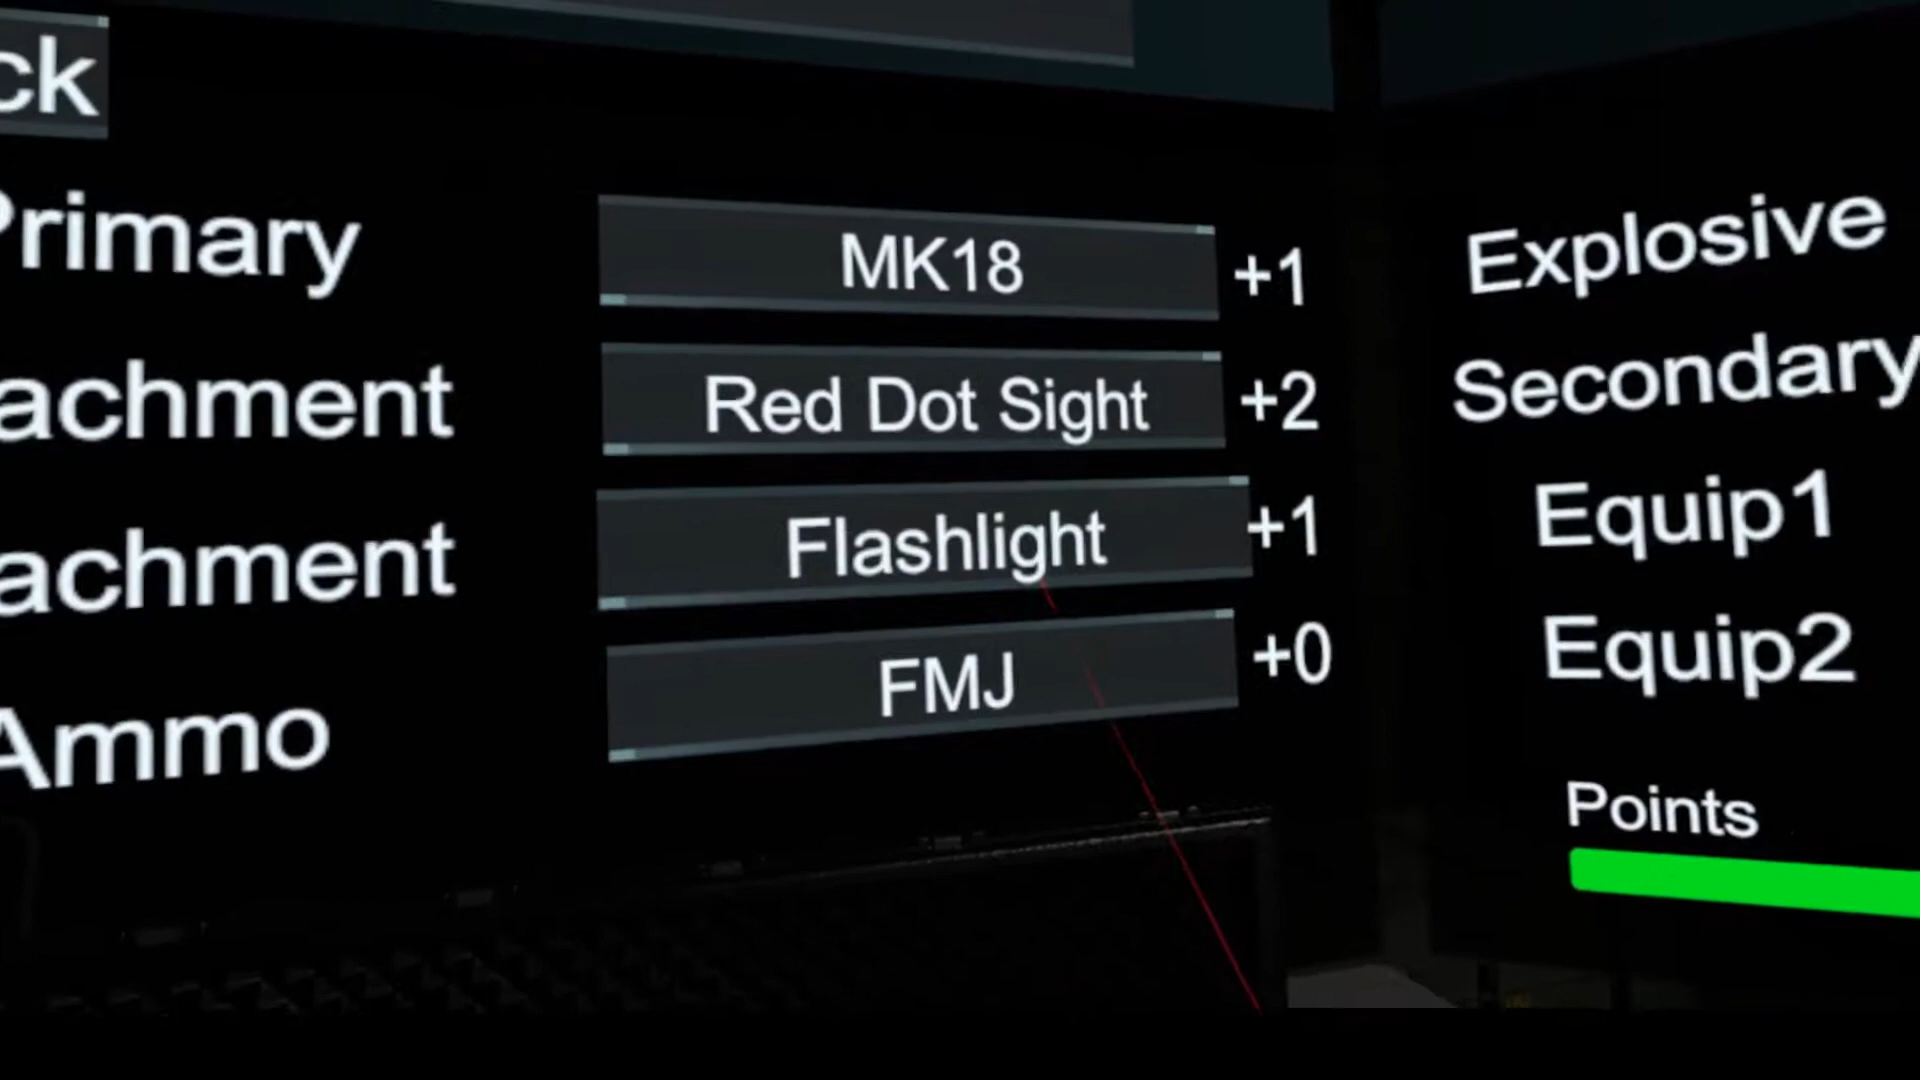 ck
Primary MK18 +1
achment Red Dot Sight +2
achment Flashlight +1
Ammo FMJ +0
Explosive
Secondary
Equip1
Equip2
Points